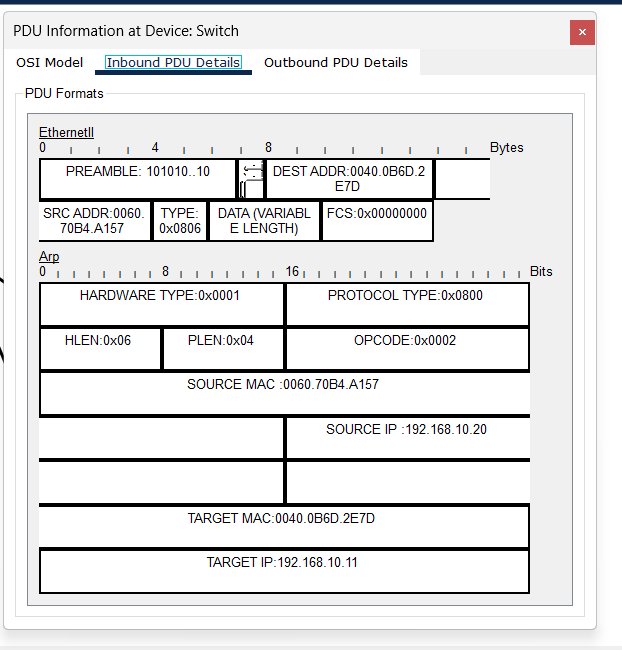 PDU Information at Device: Switch
OSI Model Inbound PDU Details Outbound PDU Details
PDU Formats
EthernetII
0 4 8 Bytes
PREAMBLE: 101010..10 DEST ADDR:0040.0B6D.2
E7D
SRC ADDR:0060. TYPE: DATA (VARIABL FCS:0x00000000
70B4.A157 0x0806 E LENGTH)
Arp
0 8 16 Bits
HARDWARE TYPE:0x0001 PROTOCOL TYPE:0x0800
HLEN:0x06 PLEN:0x04 OPCODE:0x0002
SOURCE MAC :0060.70B4.A157
SOURCE IP :192.168.10.20
TARGET MAC:0040.0B6D.2E7D
TARGET IP:192.168.10.11